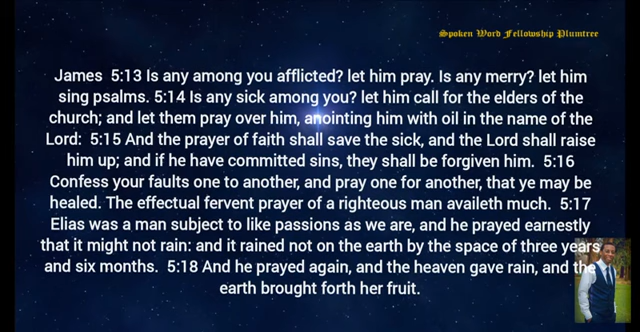 Spoken Word Fellowship Plumtree
James 5:13 Is any among you afflicted? let him pray. Is any merry? let him
sing psalms. 5:14 Is any sick among you? let him call for the elders of the
church; and let them pray over him, anointing him with oil in the name of the
Lord: 5:15 And the prayer of faith shall save the sick, and the Lord shall raise
him up; and if he have committed sins, they shall be forgiven him. 5:16
Confess your faults one to another, and pray one for another, that ye may be
healed. The effectual fervent prayer of a righteous man availeth much. 5:17
Elias was a man subject to like passions as we are, and he prayed earnestly
that it might not rain: and it rained not on the earth by the space of three years
and six months. 5:18 And he prayed again, and the heaven gave rain, and the
earth brought forth her fruit.